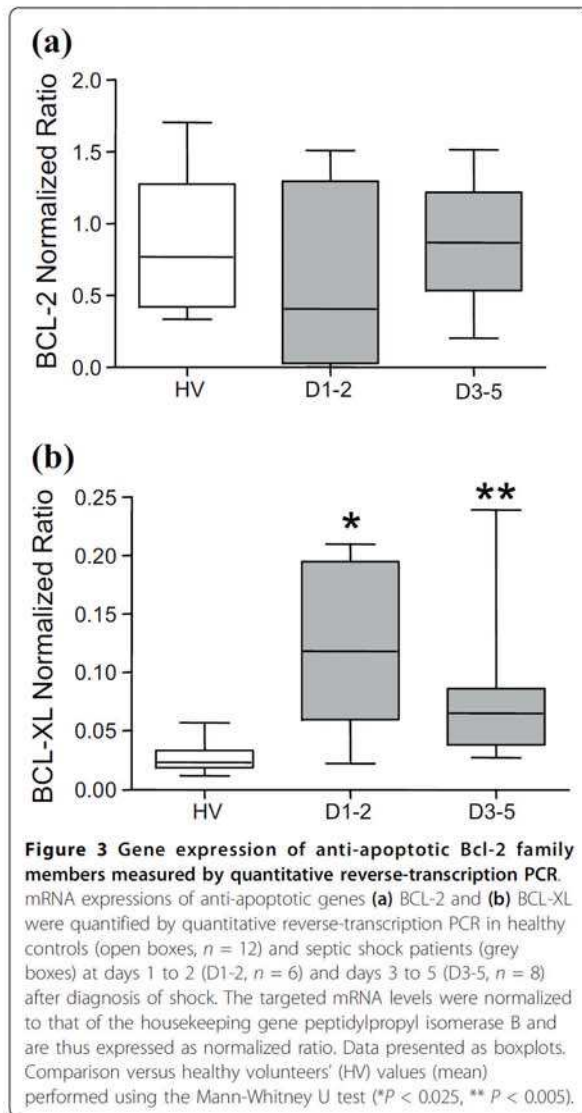 (a)
BCL-2 Normalized Ratio
2.0
1.5
1.0
0.5
0.0
HV D1-2 D3-5
(b)
BCL-XL Normalized Ratio
0.25
0.20
0.15
0.10
0.05
0.00
*
**
HV D1-2 D3-5
Figure 3 Gene expression of anti-apoptotic Bcl-2 family
members measured by quantitative reverse-transcription PCR.
mRNA expressions of anti-apoptotic genes (a) BCL-2 and (b) BCL-XL
were quantified by quantitative reverse-transcription PCR in healthy
controls (open boxes, n = 12) and septic shock patients (grey
boxes) at days 1 to 2 (D1-2, n = 6) and days 3 to 5 (D3-5, n = 8)
after diagnosis of shock. The targeted mRNA levels were normalized
to that of the housekeeping gene peptidylpropyl isomerase B and
are thus expressed as normalized ratio. Data presented as boxplots.
Comparison versus healthy volunteers' (HV) values (mean)
performed using the Mann-Whitney U test (*P < 0.025, ** P < 0.005).